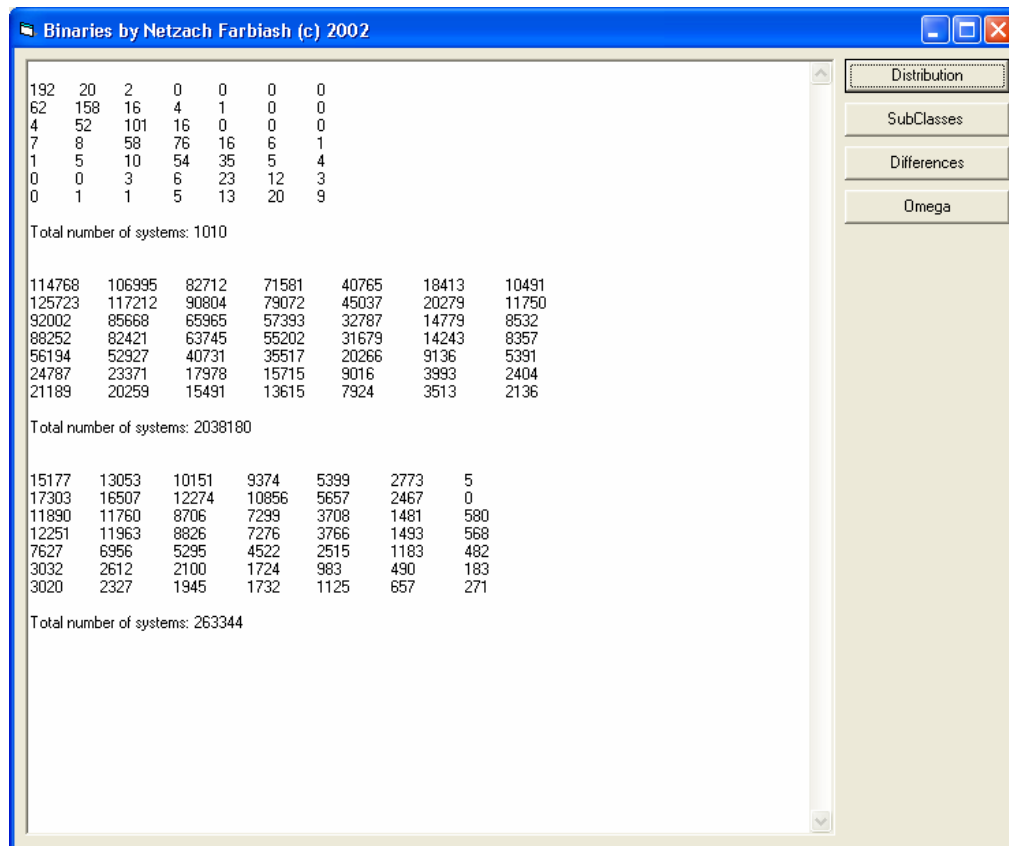 Binaries by Netzach Farbiash (c) 2002
192 20 2 0 0 0 0
62 158 16 4 1 0 0
4 52 101 16 0 0 0
7 8 58 76 16 6 1
1 5 10 54 35 5 4
0 0 3 6 23 12 3
0 1 1 5 13 20 9
Total number of systems: 1010
114768 106995 82712 71581 40765 18413 10491
125723 117212 90804 79072 45037 20279 11750
92002 85668 65965 57393 32787 14779 8532
88252 82421 63745 55202 31679 14243 8357
56194 52927 40731 35517 20266 9136 5391
24787 23371 17978 15715 9016 3993 2404
21189 20259 15491 13615 7924 3513 2136
Total number of systems: 2038180
15177 13053 10151 9374 5399 2773 5
17303 16507 12274 10856 5657 2467 0
11890 11760 8706 7299 3708 1481 580
12251 11963 8826 7276 3766 1493 568
7627 6956 5295 4522 2515 1183 482
3032 2612 2100 1724 983 490 183
3020 2327 1945 1732 1125 657 271
Total number of systems: 263344
Distribution
SubClasses
Differences
Omega